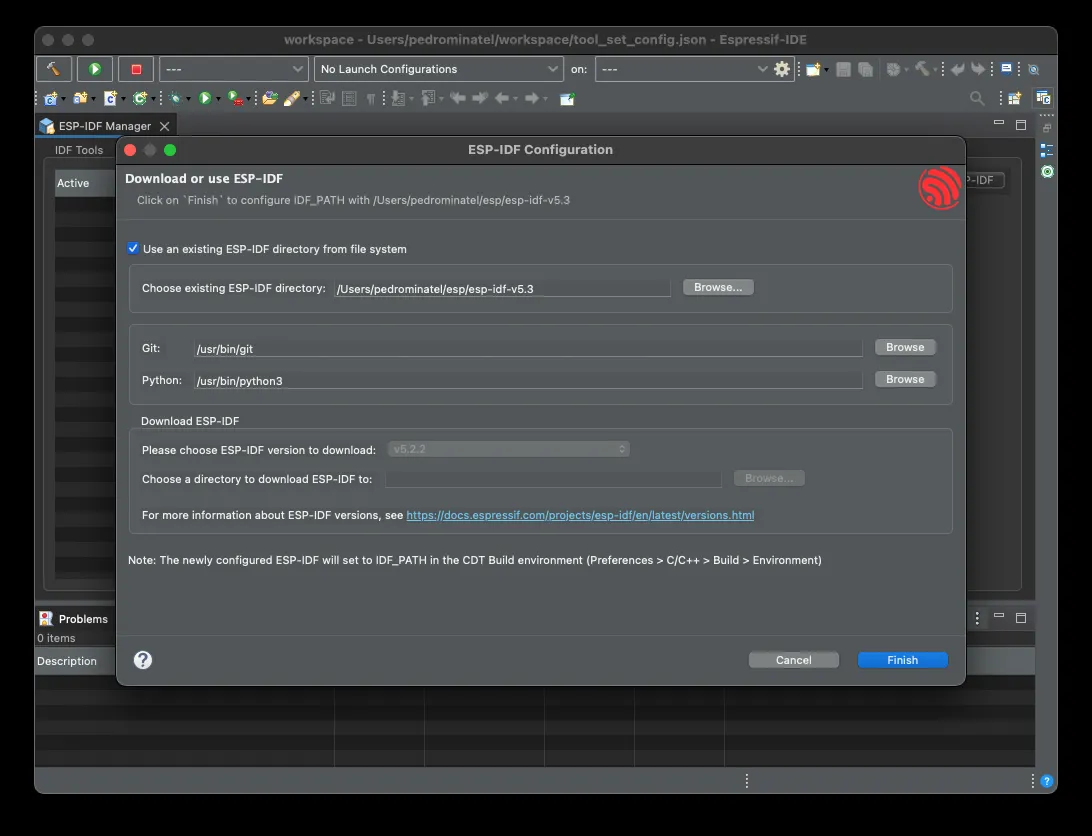 workspace - Users/pedrominatel/workspace/tool_set_config.json - Espressif-IDE
--- No Launch Configurations on: ---
ESP-IDF Manager
IDF Tools
Active
P-IDF
ESP-IDF Configuration
Download or use ESP-IDF
Click on `Finish` to configure IDF_PATH with /Users/pedrominatel/esp/esp-idf-v5.3
Use an existing ESP-IDF directory from file system
Choose existing ESP-IDF directory: /Users/pedrominatel/esp/esp-idf-v5.3 Browse...
Git: /usr/bin/git Browse
Python: /usr/bin/python3 Browse
Download ESP-IDF
Please choose ESP-IDF version to download: v5.2.2
Choose a directory to download ESP-IDF to: Browse...
For more information about ESP-IDF versions, see https://docs.espressif.com/projects/esp-idf/en/latest/versions.html
Note: The newly configured ESP-IDF will set to IDF_PATH in the CDT Build environment (Preferences > C/C++ > Build > Environment)
Cancel Finish
Problems
0 items
Description